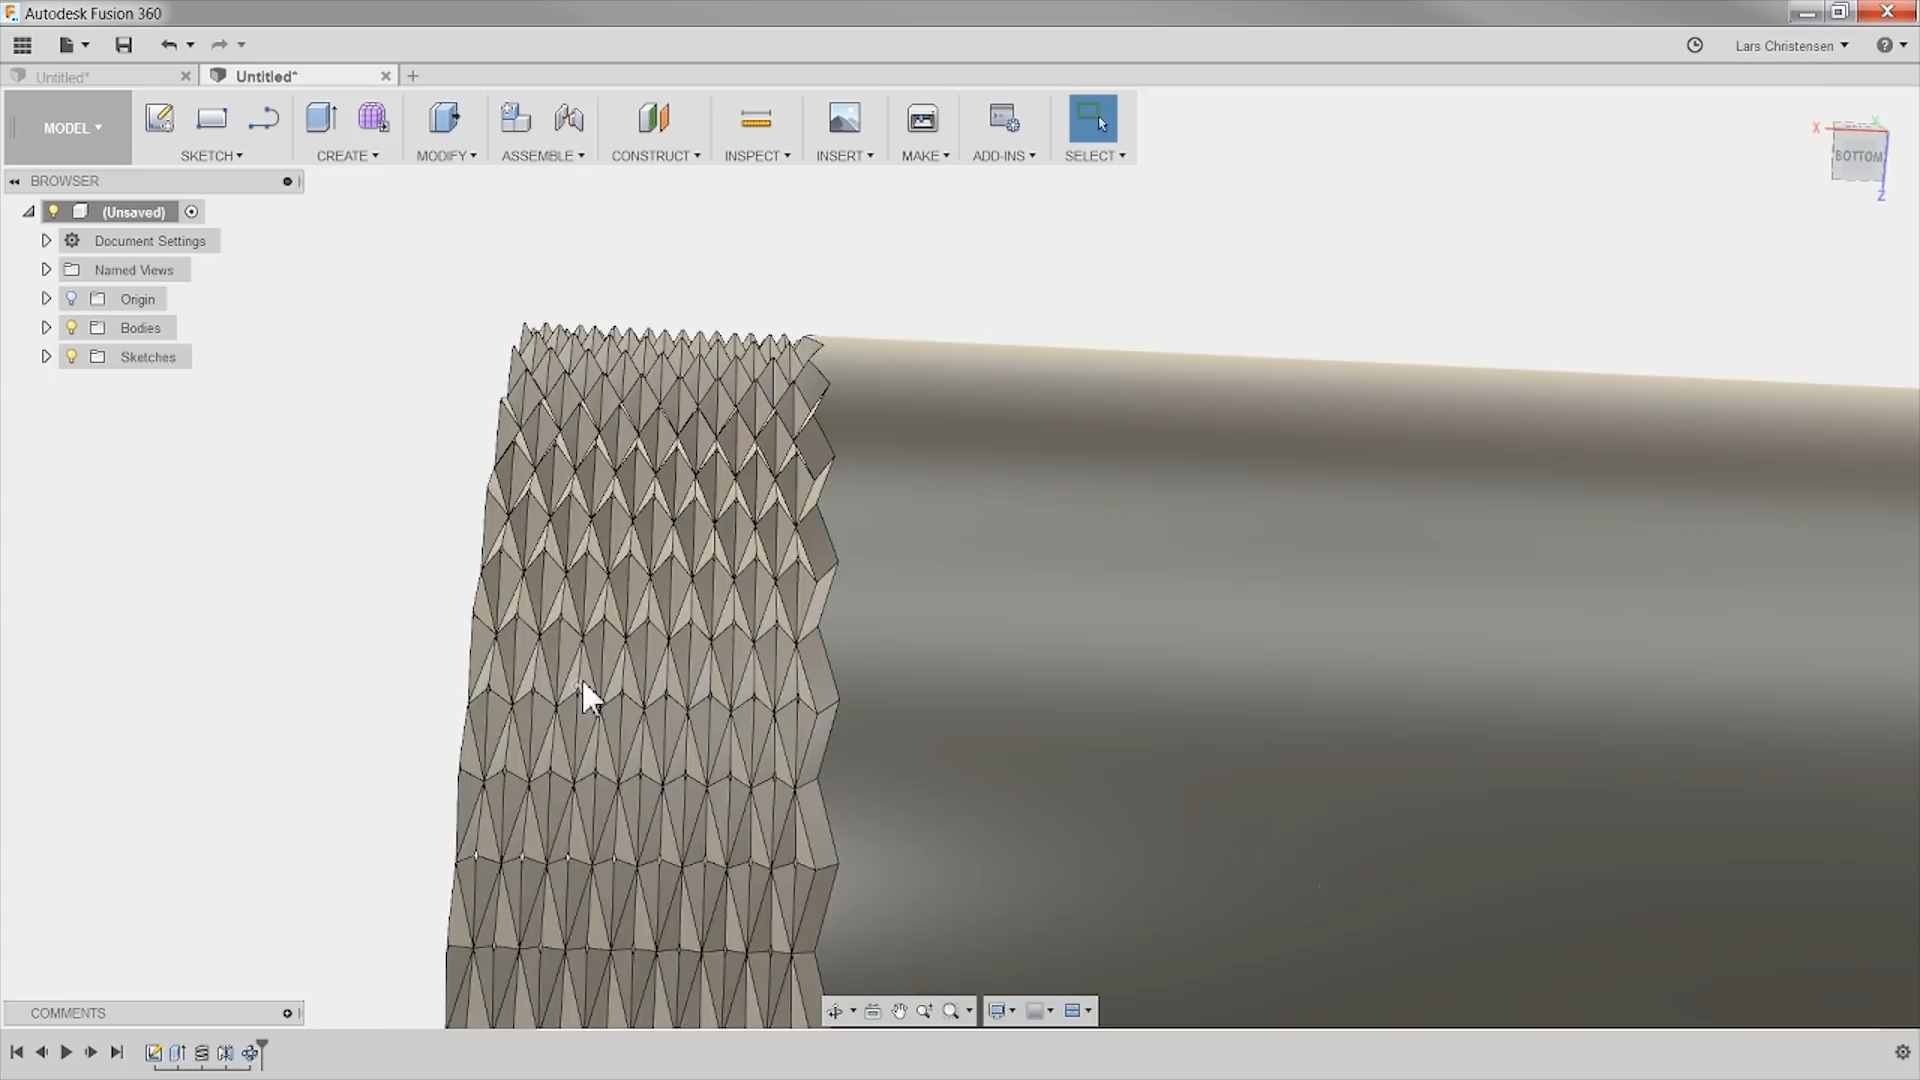 Autodesk Fusion 360
Lars Christensen
Untitled*
Untitled*
MODEL
SKETCH
CREATE
MODIFY
ASSEMBLE
CONSTRUCT
INSPECT
INSERT
MAKE
ADD-INS
SELECT
X
BOTTOM
Z
BROWSER
(Unsaved)
Document Settings
Named Views
Origin
Bodies
Sketches
COMMENTS